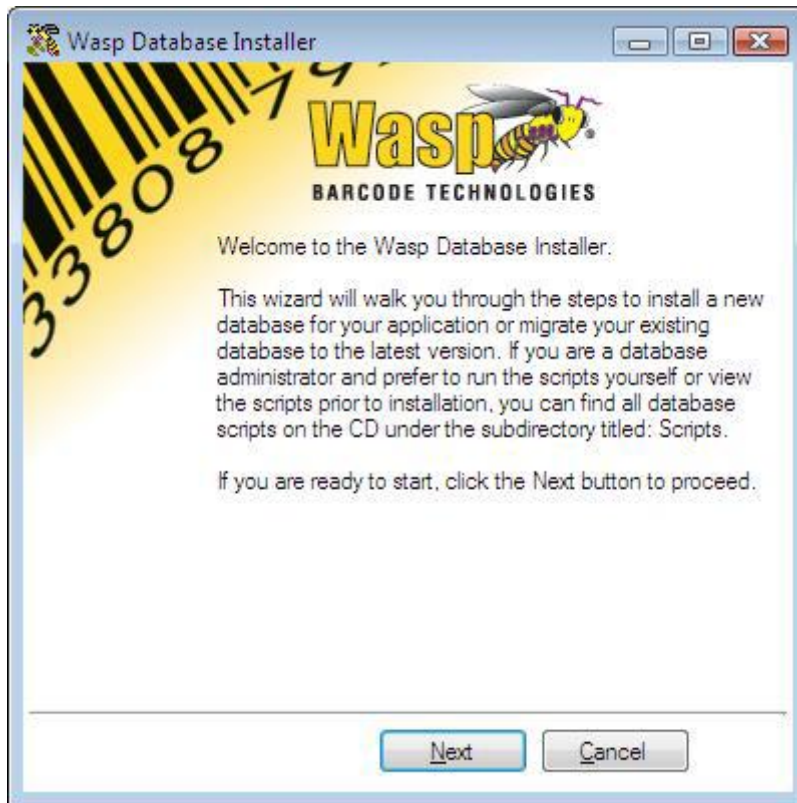 Wasp Database Installer
33808 79
Wasp
BARCODE TECHNOLOGIES
Welcome to the Wasp Database Installer.
This wizard will walk you through the steps to install a new
database for your application or migrate your existing
database to the latest version. If you are a database
administrator and prefer to run the scripts yourself or view
the scripts prior to installation, you can find all database
scripts on the CD under the subdirectory titled: Scripts.
If you are ready to start, click the Next button to proceed.
Next
Cancel